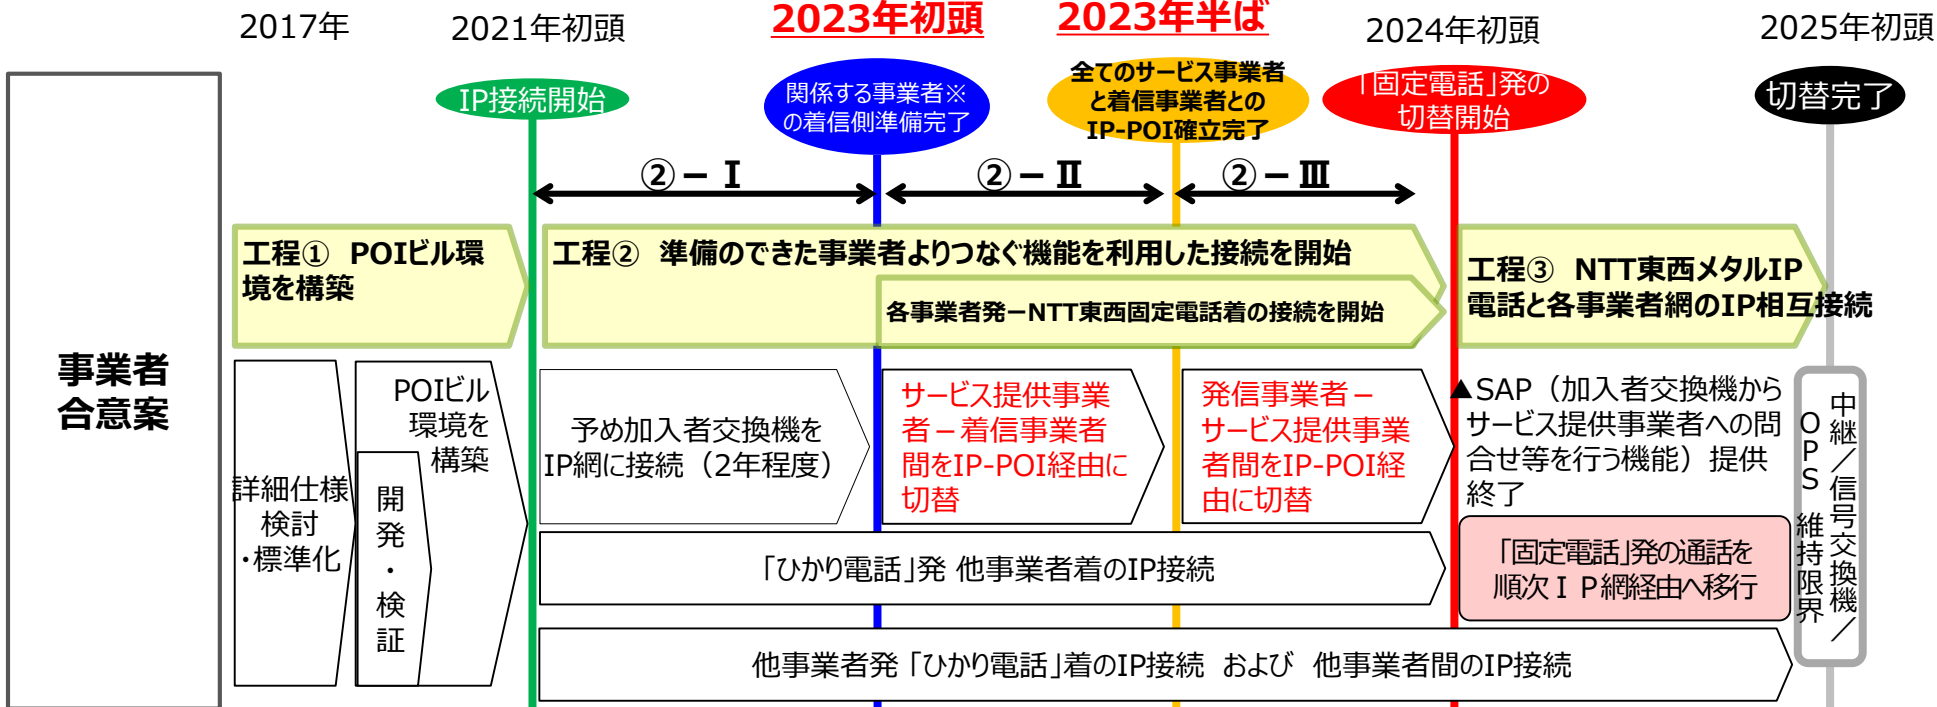 2017年
2021年初頭
2023年初頭
2023年半ば
2024年初頭
2025年初頭
IP接続開始
関係する事業者※
の着信側準備完了
全てのサービス事業者
と着信事業者との
IP-POI確立完了
「固定電話」発の
切替開始
切替完了
②－Ⅰ
②－Ⅱ
②－Ⅲ
事業者
合意案
工程①　POIビル環
境を構築
工程②　準備のできた事業者よりつなぐ機能を利用した接続を開始
各事業者発－NTT東西固定電話着の接続を開始
工程③　NTT東西メタルIP
電話と各事業者網のIP相互接続
詳細仕様
検討
・標準化
POIビル
環境を
構築
開発・検証
予め加入者交換機を
IP網に接続（2年程度）
サービス提供事業
者－着信事業者
間をIP-POI経由に
切替
発信事業者－
サービス提供事業
者間をIP-POI経
由に切替
▲SAP（加入者交換機から
サービス提供事業者への問
合せ等を行う機能）提供
終了
「固定電話」発の通話を
順次ＩＰ網経由へ移行
「ひかり電話」発 他事業者着のIP接続
他事業者発「ひかり電話」着のIP接続 および 他事業者間のIP接続
中継／信号交換機／
OPS 維持限界